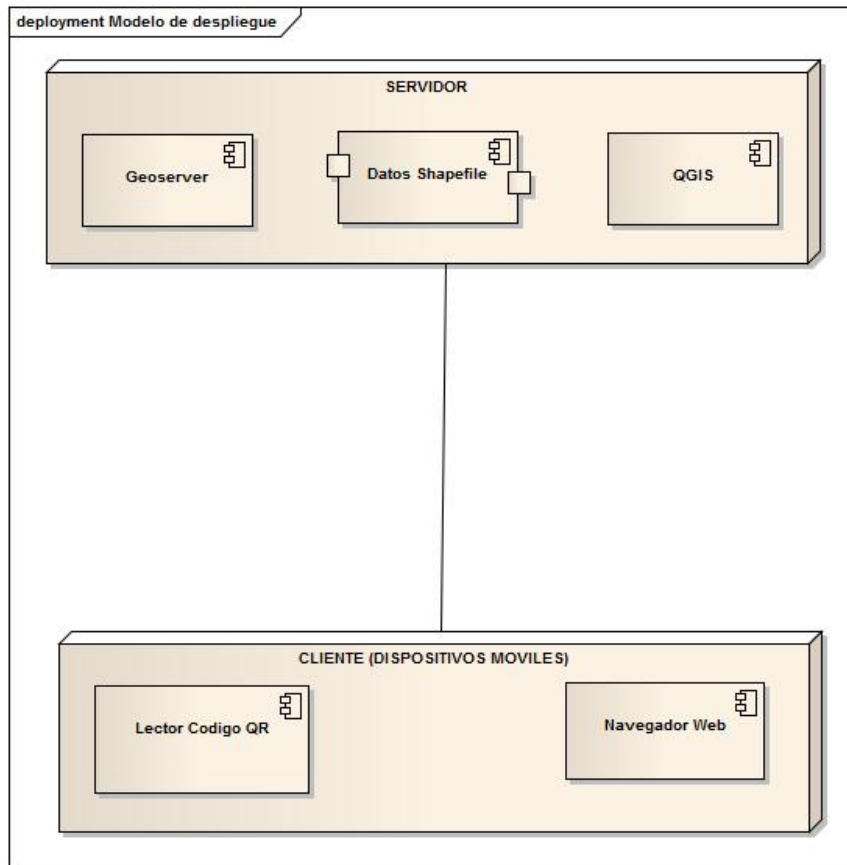 deployment Modelo de despliegue
SERVIDOR
Geoserver
Datos Shapefile
QGIS
CLIENTE (DISPOSITIVOS MOVILES)
Lector Codigo QR
Navegador Web